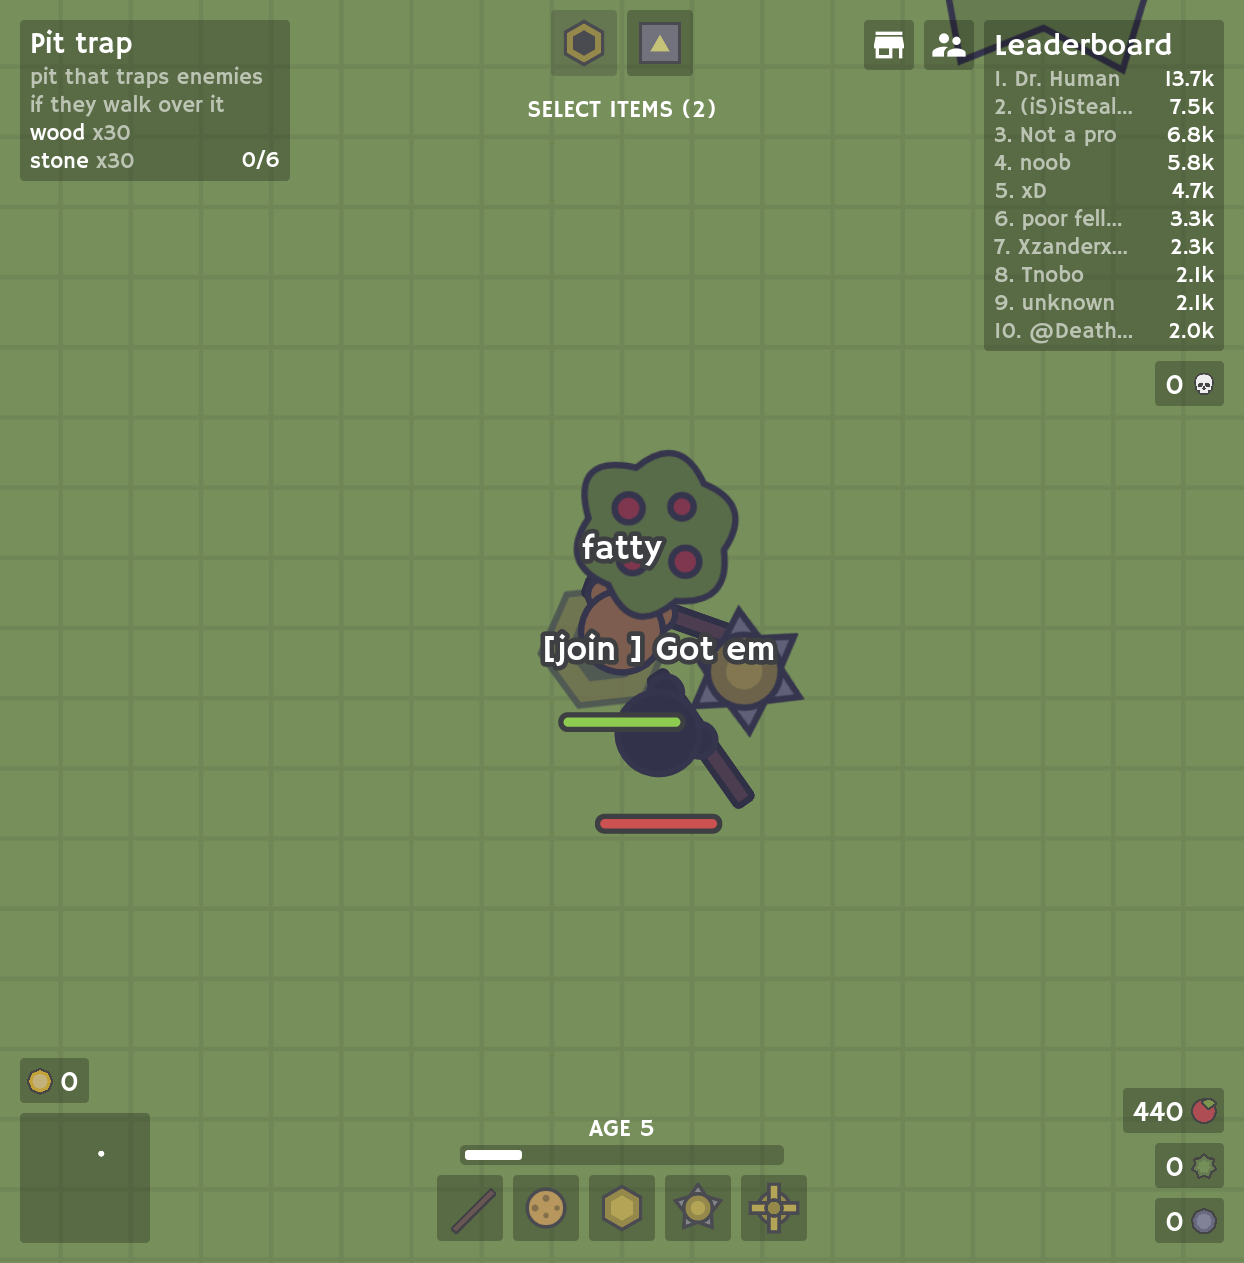 Pit trap
pit that traps enemies
if they walk over it
wood x30
stone x30 0/6
SELECT ITEMS (2)
Leaderboard
1. Dr. Human 13.7k
2. (iS)iSteal... 7.5k
3. Not a pro 6.8k
4. noob 5.8k
5. xD 4.7k
6. poor fell... 3.3k
7. Xzanderx... 2.3k
8. Tnobo 2.1k
9. unknown 2.1k
10. @Death... 2.0k
0
fatty
[join ] Got em
0
AGE 5
440
0
0